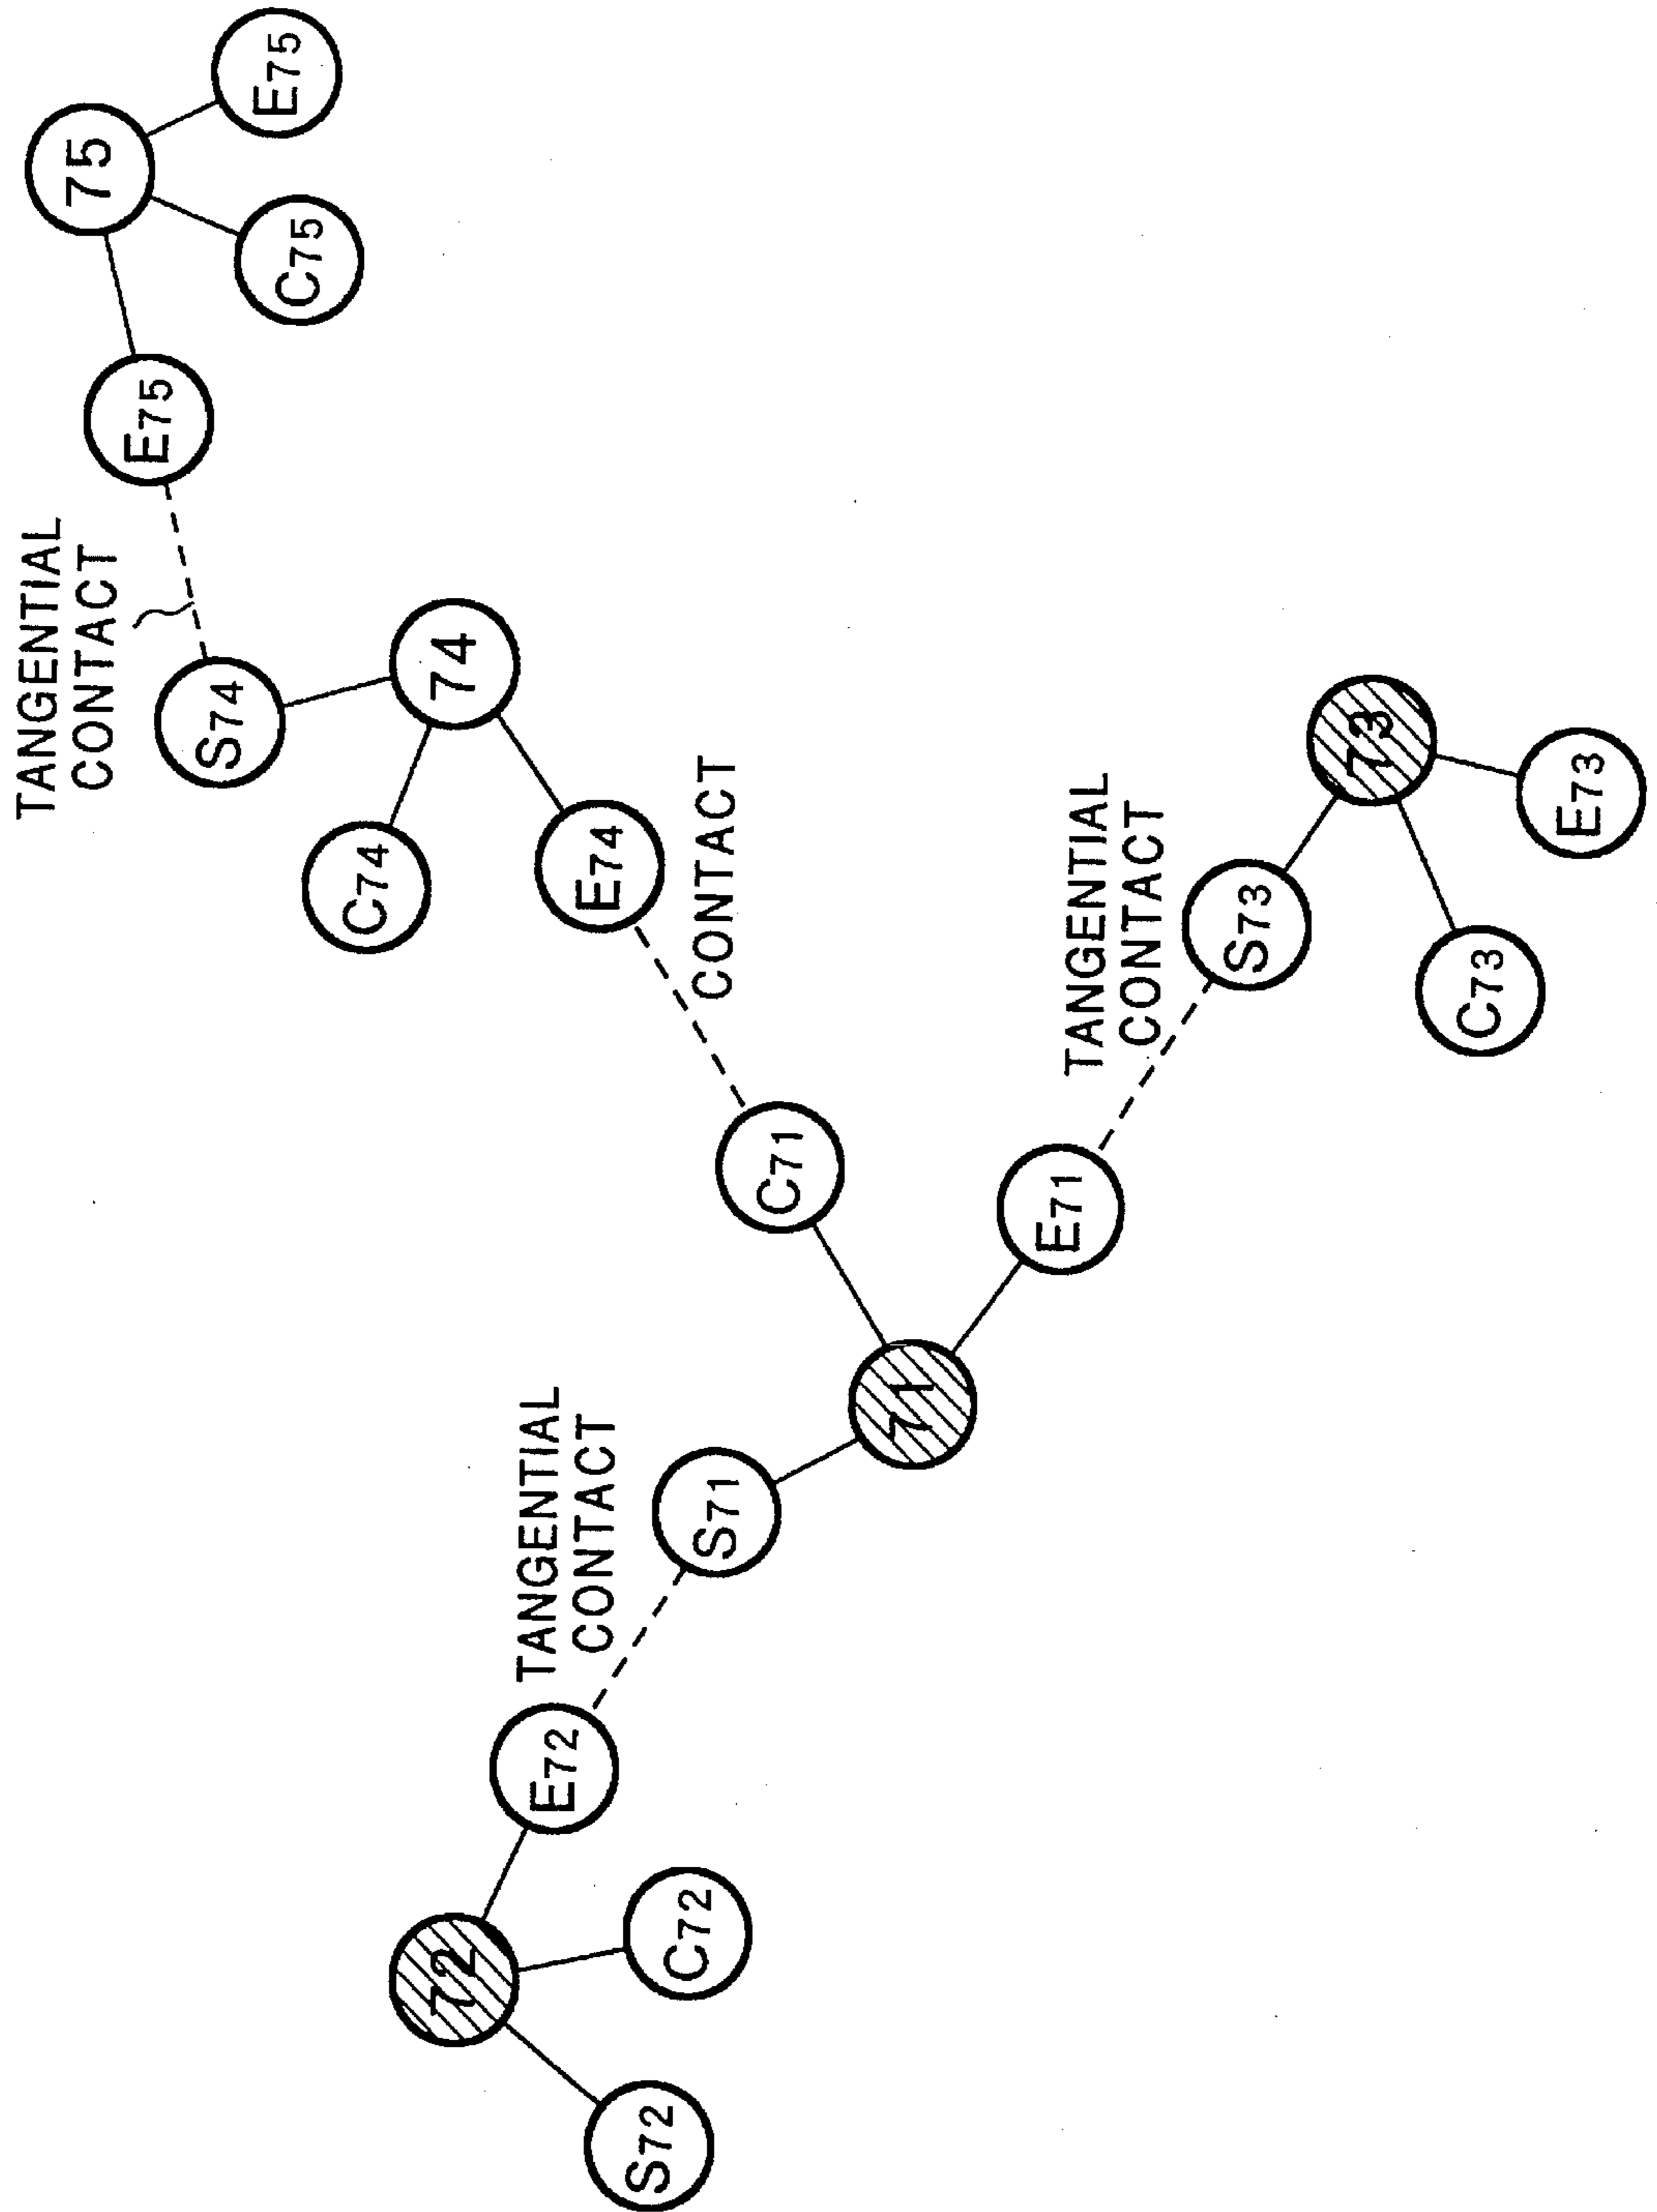 S72
72
C72
E72
TANGENTIAL
CONTACT
S71
71
C71
E71
CONTACT
TANGENTIAL
CONTACT
E74
C74
74
S74
TANGENTIAL
CONTACT
S73
C73
73
E73
E75
75
C75
E75